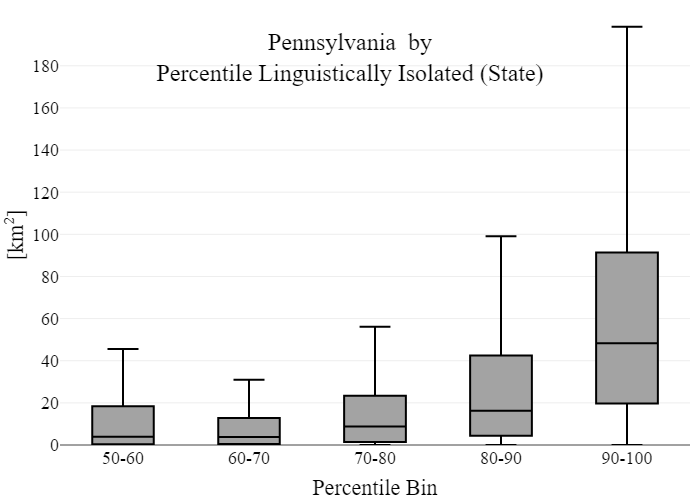 Pennsylvania by
Percentile Linguistically Isolated (State)
[km²]
180
160
140
120
100
80
60
40
20
0
50-60 60-70 70-80 80-90 90-100
Percentile Bin